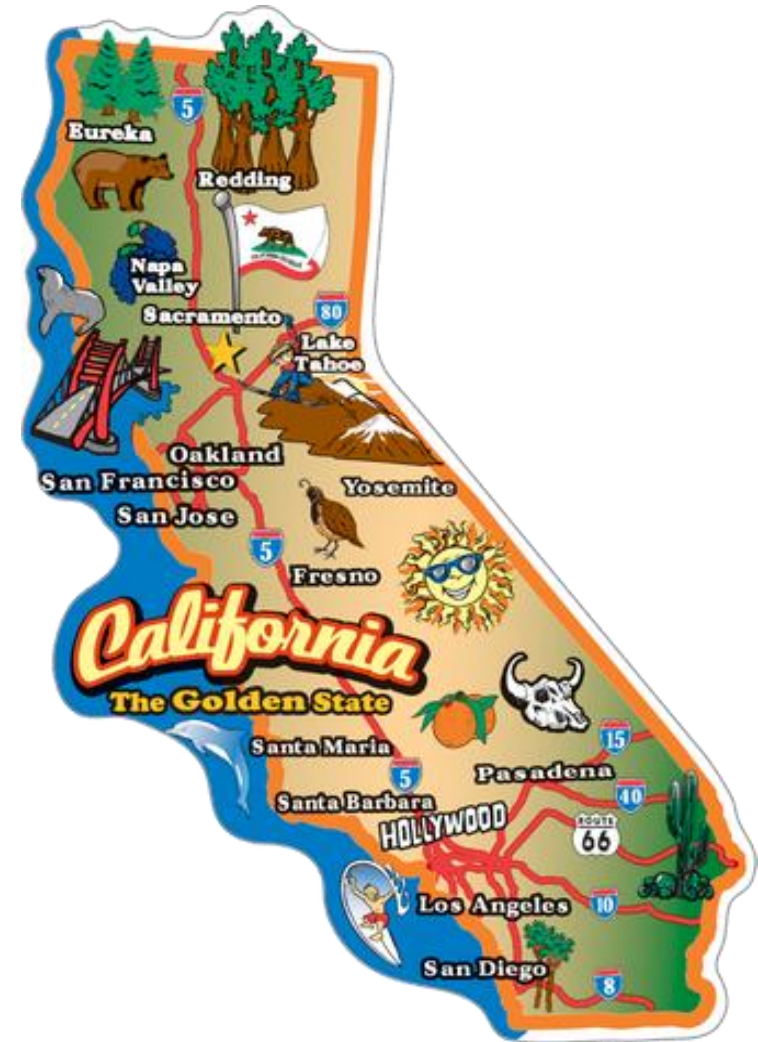 5
Eureka
Redding
Napa
Valley
Sacramento
80
Lake
Tahoe
Oakland
San Francisco
Yosemite
San Jose
5
Fresno
California
The Golden State
15
Santa Maria
Pasadena
5
40
Santa Barbara
HOLLYWOOD
ROUTE
66
Los Angeles
10
San Diego
8